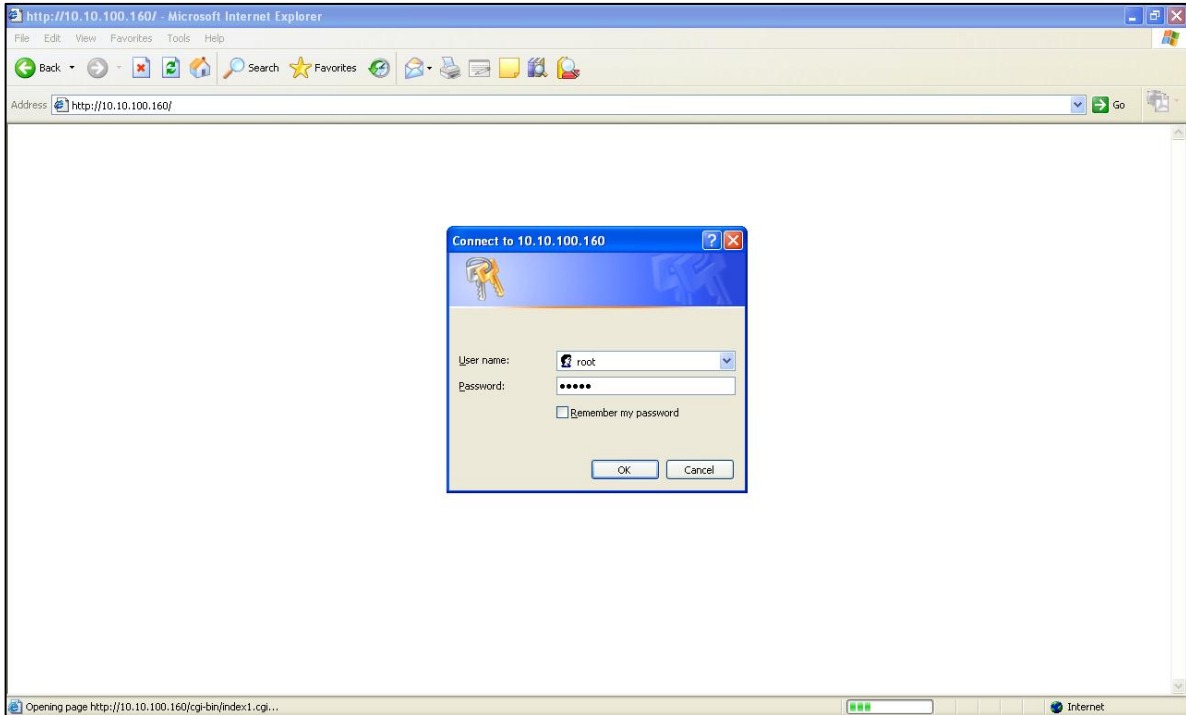 http://10.10.100.160/ - Microsoft Internet Explorer
File Edit View Favorites Tools Help
Back Search Favorites
Address http://10.10.100.160/ Go
Connect to 10.10.100.160
User name: root
Password: •••••
Remember my password
OK Cancel
Opening page http://10.10.100.160/cgi-bin/index1.cgi... Internet